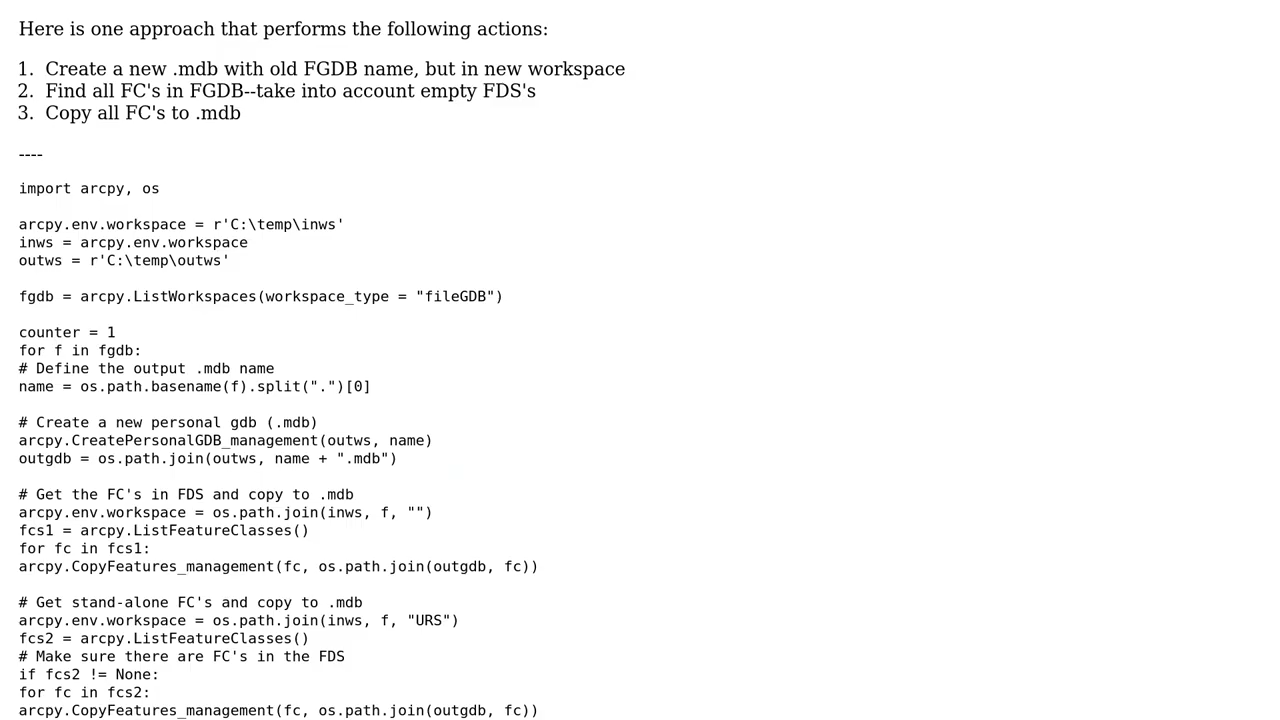 Here is one approach that performs the following actions:
1. Create a new .mdb with old FGDB name, but in new workspace
2. Find all FC's in FGDB--take into account empty FDS's
3. Copy all FC's to .mdb
----
import arcpy, os
arcpy.env.workspace = r'C:\temp\inws'
inws = arcpy.env.workspace
outws = r'C:\temp\outws'
fgdb = arcpy.ListWorkspaces(workspace_type = "fileGDB")
counter = 1
for f in fgdb:
# Define the output .mdb name
name = os.path.basename(f).split(".")[0]
# Create a new personal gdb (.mdb)
arcpy.CreatePersonalGDB_management(outws, name)
outgdb = os.path.join(outws, name + ".mdb")
# Get the FC's in FDS and copy to .mdb
arcpy.env.workspace = os.path.join(inws, f, "")
fcs1 = arcpy.ListFeatureClasses()
for fc in fcs1:
arcpy.CopyFeatures_management(fc, os.path.join(outgdb, fc))
# Get stand-alone FC's and copy to .mdb
arcpy.env.workspace = os.path.join(inws, f, "URS")
fcs2 = arcpy.ListFeatureClasses()
# Make sure there are FC's in the FDS
if fcs2 != None:
for fc in fcs2:
arcpy.CopyFeatures_management(fc, os.path.join(outgdb, fc))